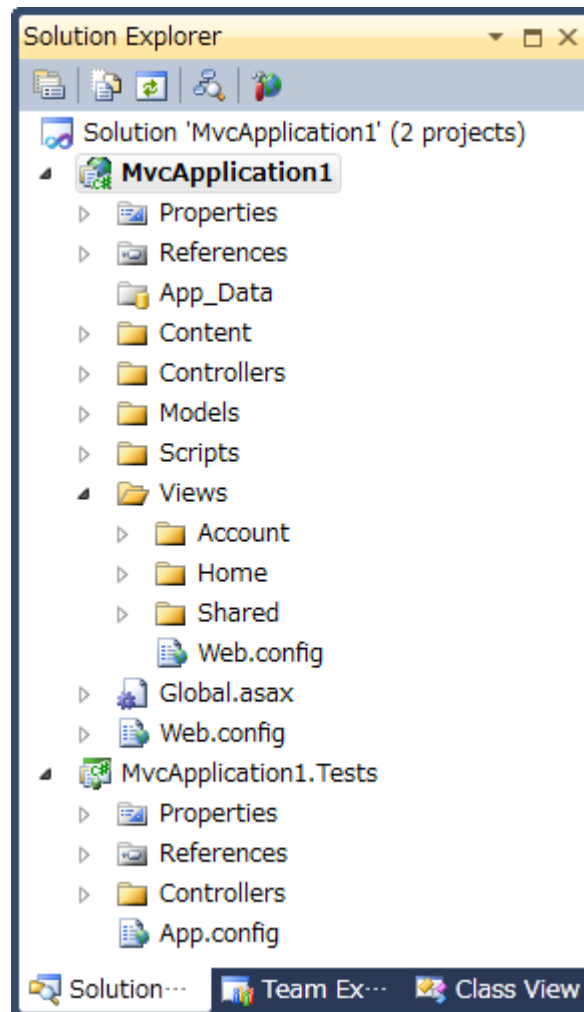 Solution Explorer
Solution 'MvcApplication1' (2 projects)
MvcApplication1
Properties
References
App_Data
Content
Controllers
Models
Scripts
Views
Account
Home
Shared
Web.config
Global.asax
Web.config
MvcApplication1.Tests
Properties
References
Controllers
App.config
Solution⋯ Team Ex⋯ Class View